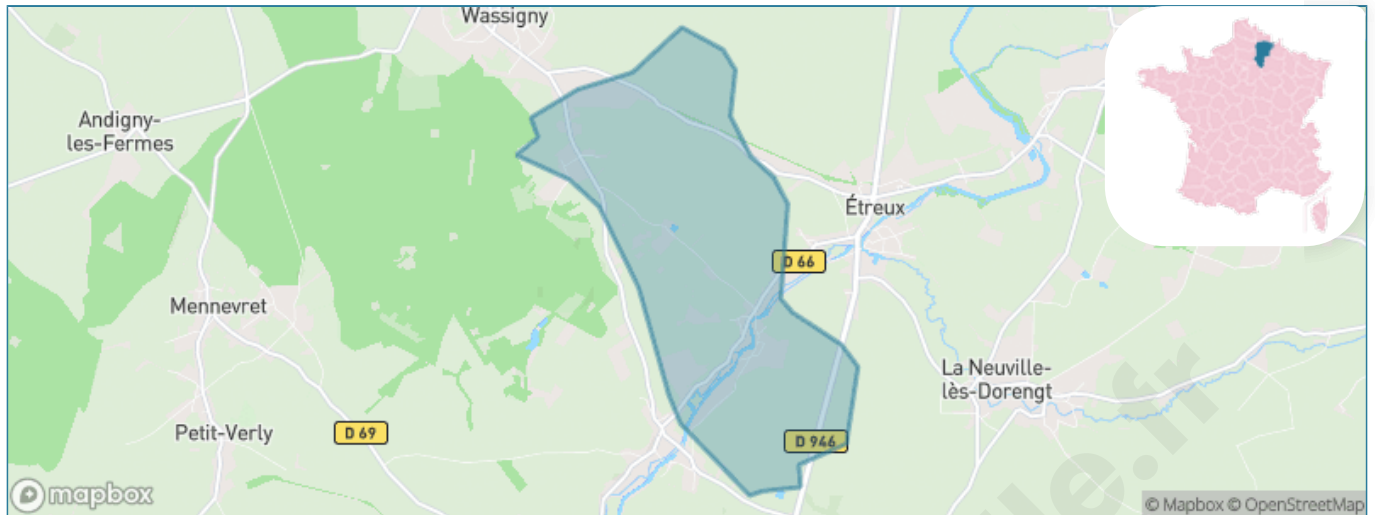 Wassigny
Andigny-
les-Fermes
Étreux
D 66
Mennevret
La Neuville-
lès-Dorengt
Petit-Verly
D 69
D 946
mapbox
© Mapbox © OpenStreetMap